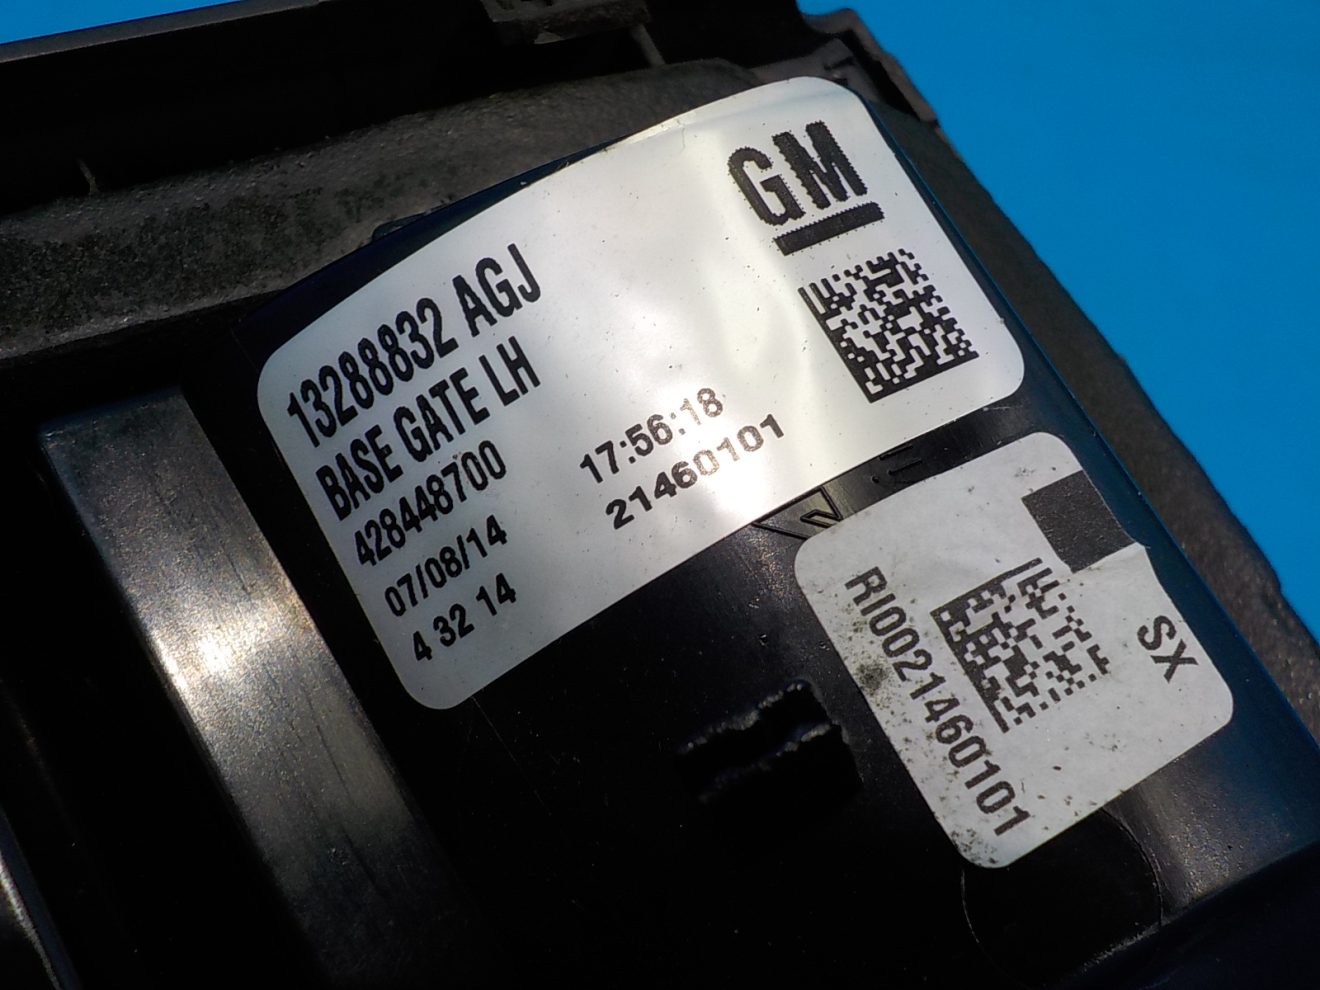 GM
13288832 AGJ
BASE GATE LH
428448700
07/08/14 17:56:18
4 32 14 21460101
SX
RI0021460101